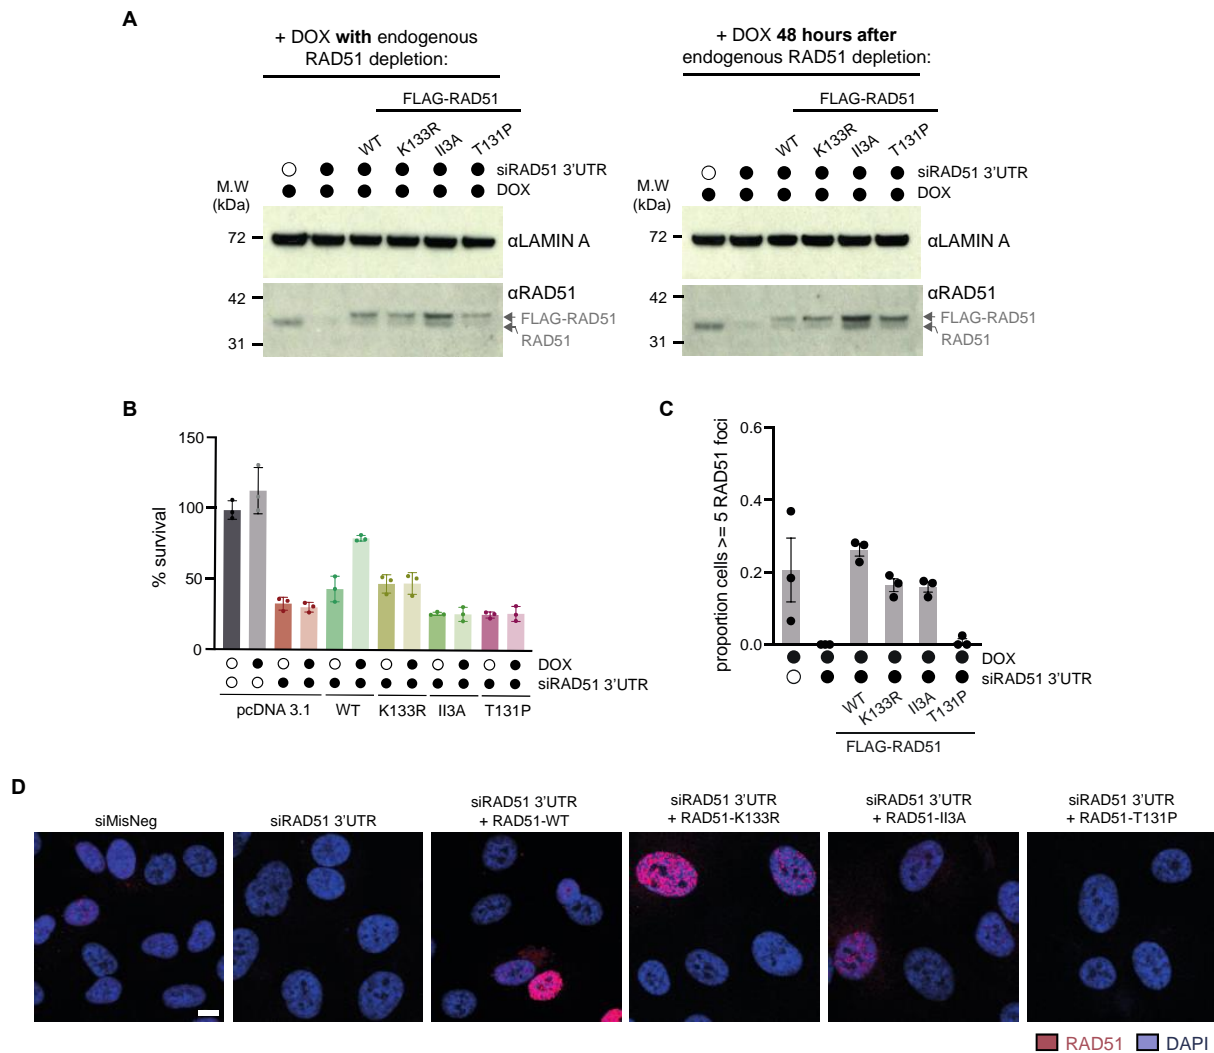 A
+ DOX with endogenous
RAD51 depletion:
FLAG-RAD51
WT
K133R
II3A
T131P
siRAD51 3'UTR
DOX
M.W
(kDa)
72
αLAMIN A
42
αRAD51
FLAG-RAD51
RAD51
31
+ DOX 48 hours after
endogenous RAD51 depletion:
FLAG-RAD51
WT
K133R
II3A
T131P
siRAD51 3'UTR
DOX
M.W
(kDa)
72
αLAMIN A
42
αRAD51
FLAG-RAD51
RAD51
31
B
% survival
150
100
50
0
DOX
siRAD51 3'UTR
pcDNA 3.1
WT
K133R
II3A
T131P
C
proportion cells >= 5 RAD51 foci
0.6
0.4
0.2
0.0
DOX
siRAD51 3'UTR
WT
K133R
II3A
T131P
FLAG-RAD51
D
siMisNeg
siRAD51 3'UTR
siRAD51 3'UTR
+ RAD51-WT
siRAD51 3'UTR
+ RAD51-K133R
siRAD51 3'UTR
+ RAD51-II3A
siRAD51 3'UTR
+ RAD51-T131P
RAD51
DAPI